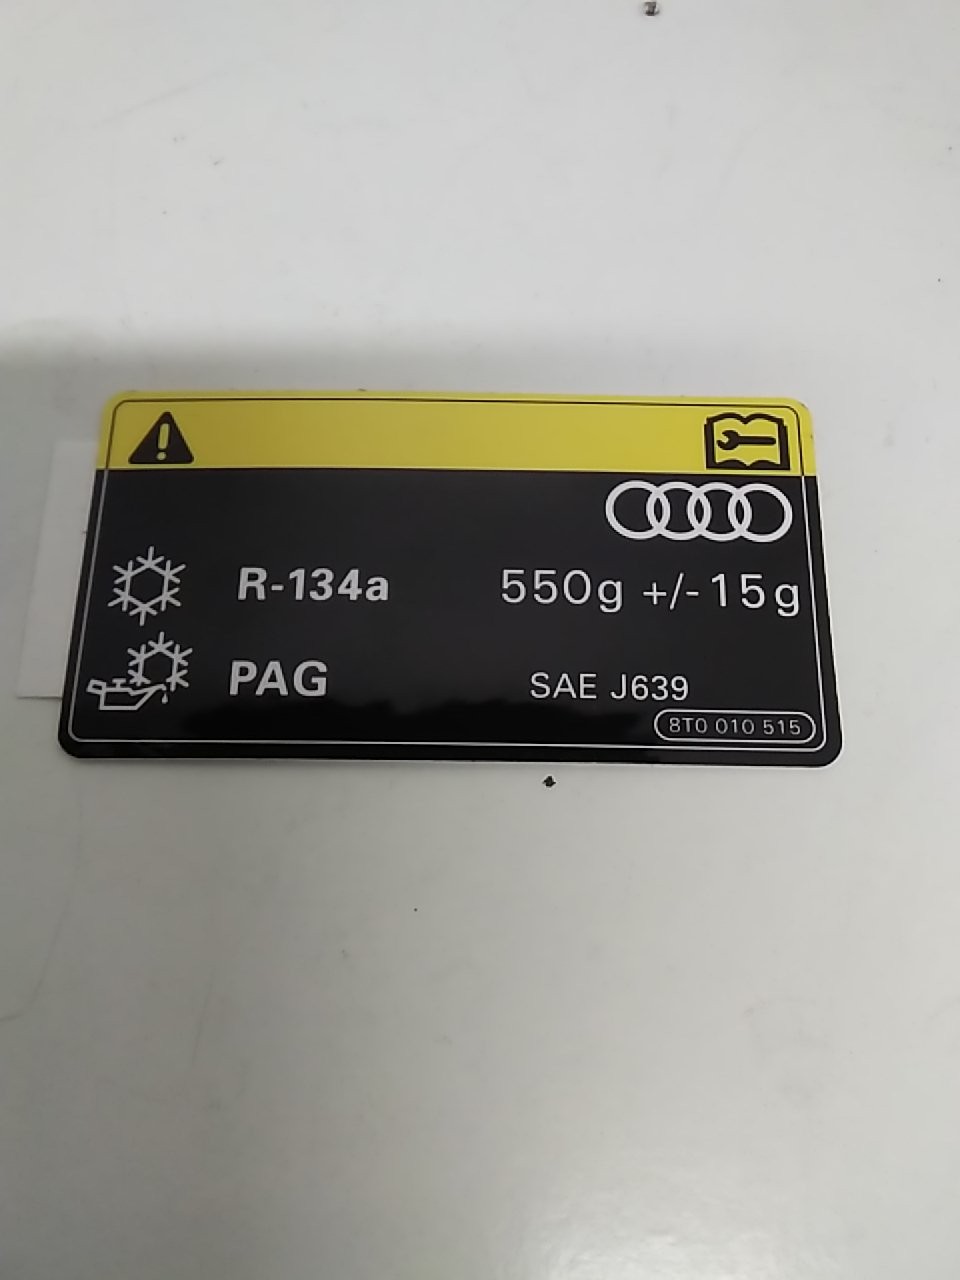 R-134a 550g +/- 15g
PAG SAE J639
8T0 010 515